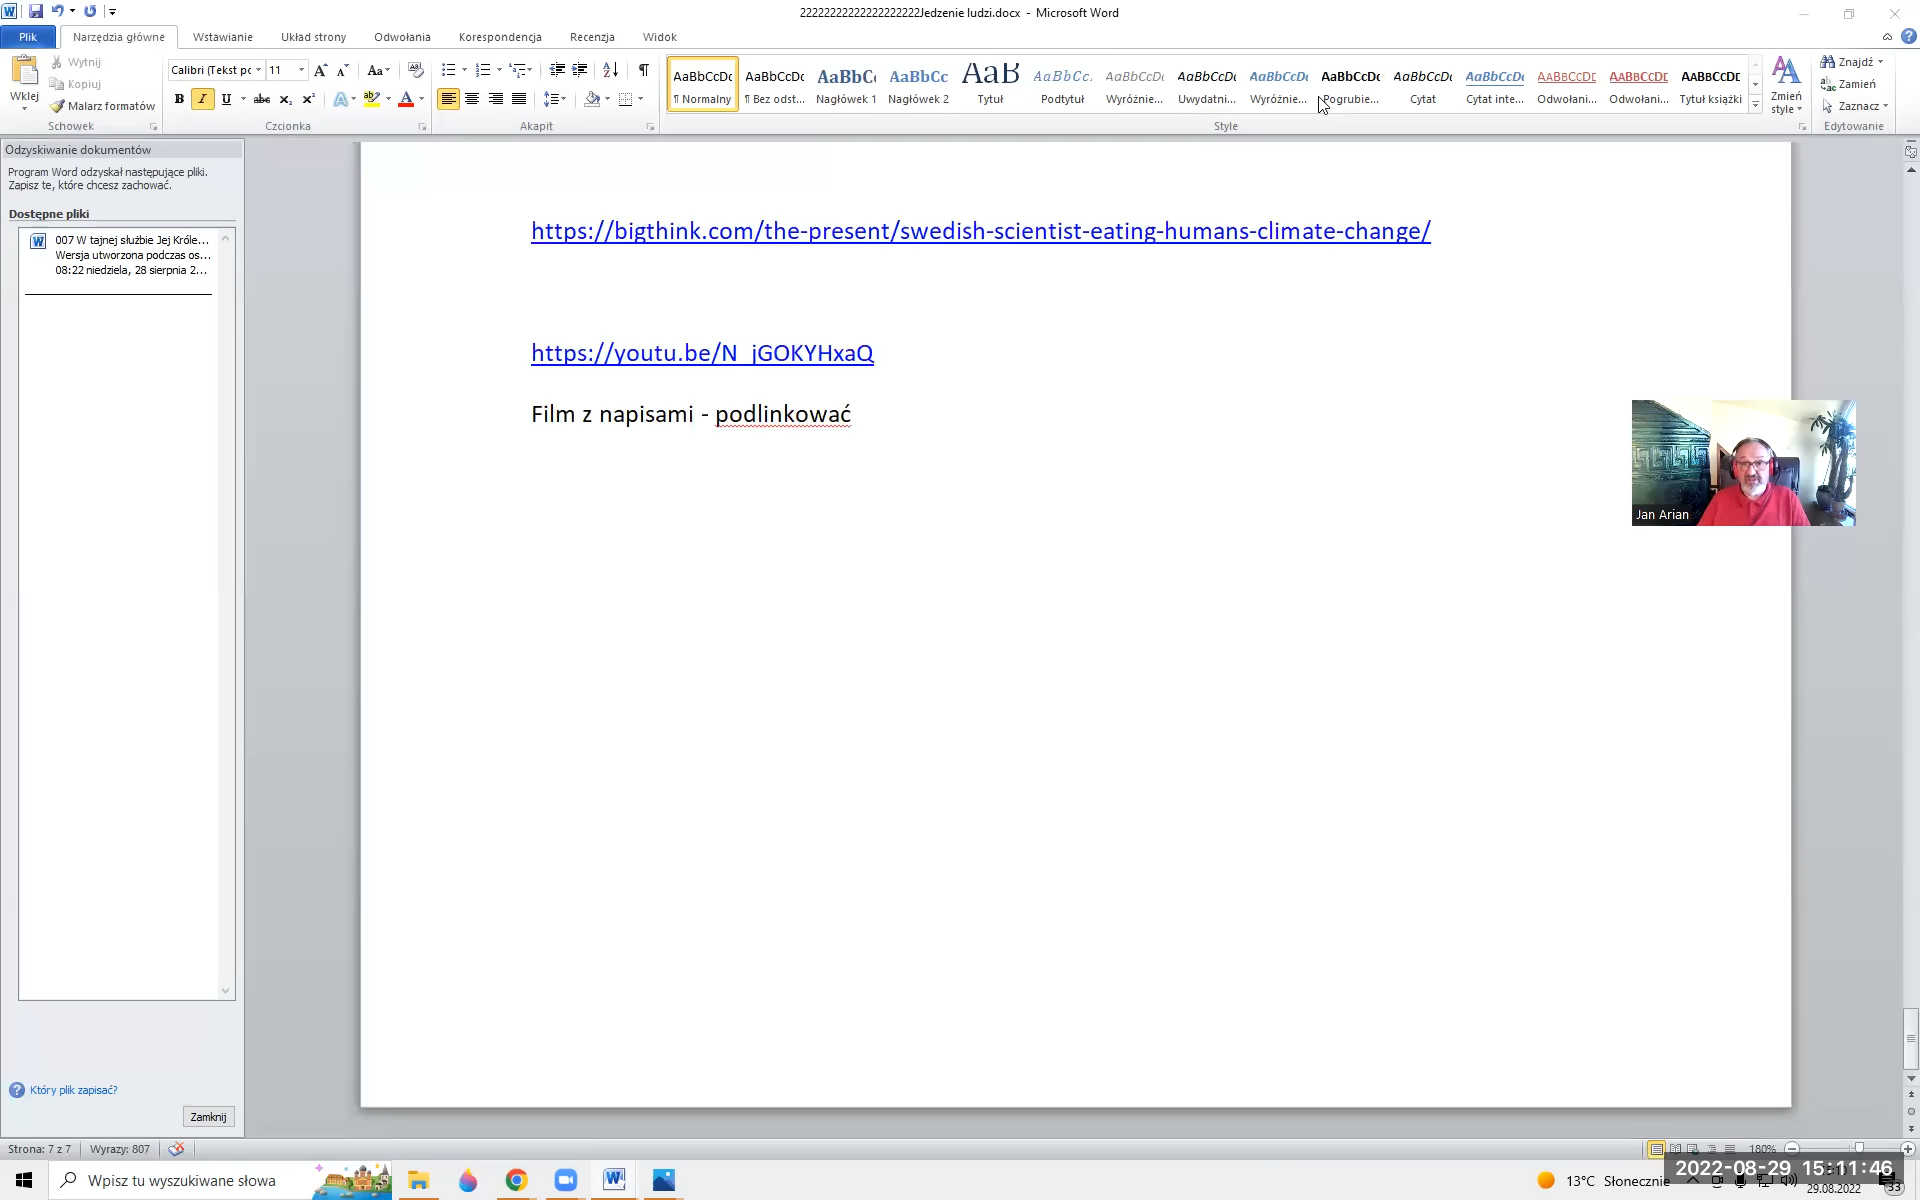 22222222222222222222Jedzenie ludzi.docx - Microsoft Word
Plik Narzędzia główne Wstawianie Układ strony Odwołania Korespondencja Recenzja Widok
Wklej
Wytnij
Kopiuj
Malarz formatów
Schowek
Calibri (Tekst pc 11
Czcionka
Akapit
AaBbCcDc AaBbCcDc AaBbC AaBbCc AaB AaBbCc. AaBbCcDc AaBbCcDc AaBbCcDc AaBbCcDc AaBbCcDc AaBbCcDc AABBCCDE AABBCCDE AABBCCDE
¶ Normalny ¶ Bez odst... Nagłówek 1 Nagłówek 2 Tytuł Podtytuł Wyróżnie... Uwydatni... Wyróżnie... Pogrubie... Cytat Cytat inte... Odwołani... Odwołani... Tytuł książki
Style
Zmień
style
Znajdź
Zamień
Zaznacz
Edytowanie
Odzyskiwanie dokumentów
Program Word odzyskał następujące pliki.
Zapisz te, które chcesz zachować.
Dostępne pliki
007 W tajnej służbie Jej Króle...
Wersja utworzona podczas os...
08:22 niedziela, 28 sierpnia 2...
Który plik zapisać?
Zamknij
https://bigthink.com/the-present/swedish-scientist-eating-humans-climate-change/
https://youtu.be/N_jGOKYHxaQ
Film z napisami - podlinkować
Jan Arian
Strona: 7 z 7 Wyrazy: 807
180%
Wpisz tu wyszukiwane słowa
13°C Słonecznie
2022-08-29 15:11:46
29.08.2022
33